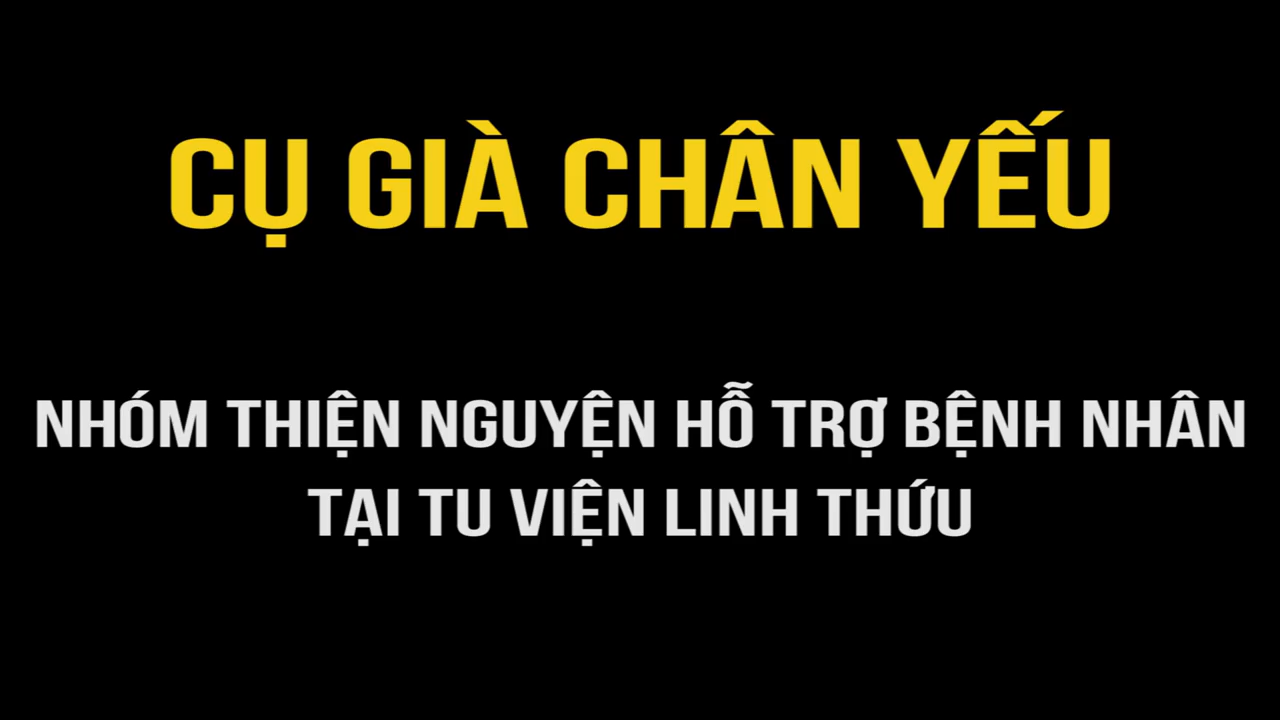 CỤ GIÀ CHÂN YẾU
NHÓM THIỆN NGUYỆN HỖ TRỢ BỆNH NHÂN
TẠI TU VIỆN LINH THỨU